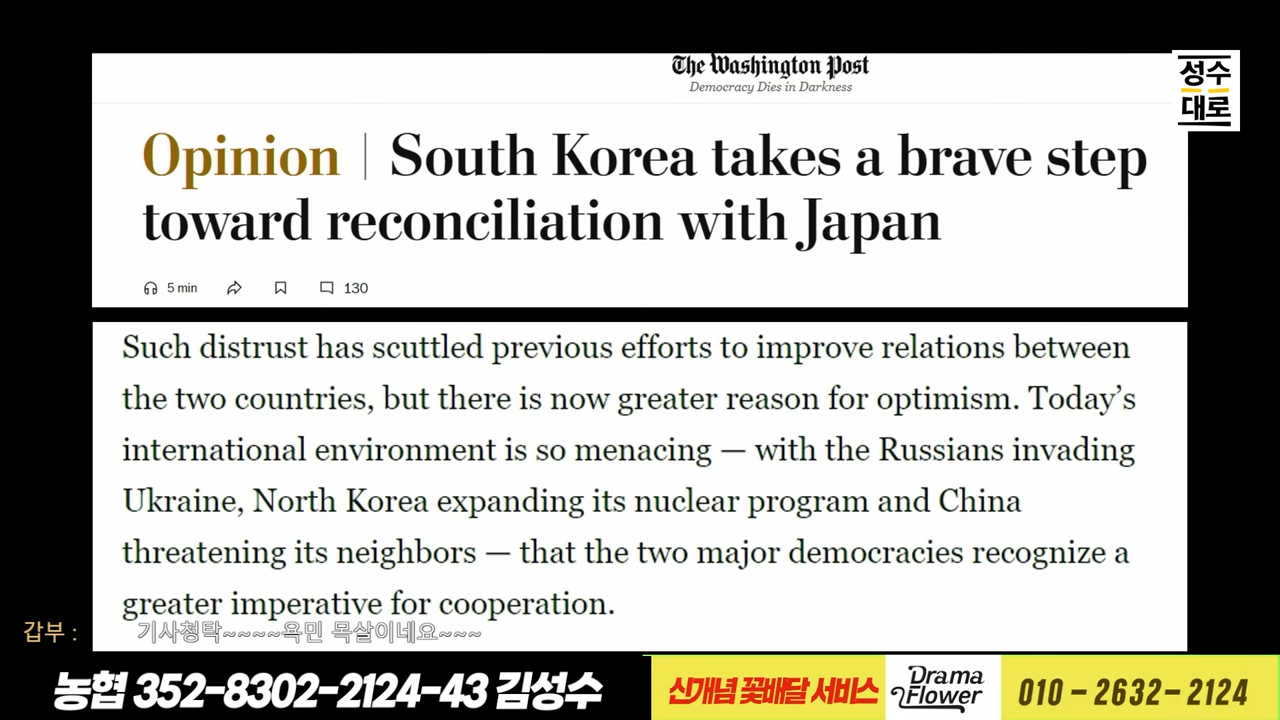 The Washington Post
Democracy Dies in Darkness
성수
대로
Opinion | South Korea takes a brave step
toward reconciliation with Japan
5 min
130
Such distrust has scuttled previous efforts to improve relations between
the two countries, but there is now greater reason for optimism. Today’s
international environment is so menacing — with the Russians invading
Ukraine, North Korea expanding its nuclear program and China
threatening its neighbors — that the two major democracies recognize a
greater imperative for cooperation.
갑부 : 기사청탁~~~~욕민 목살이네요~~~
농협 352-8302-2124-43 김성수
신개념 꽃배달 서비스
Drama
Flower
010 - 2632 - 2124